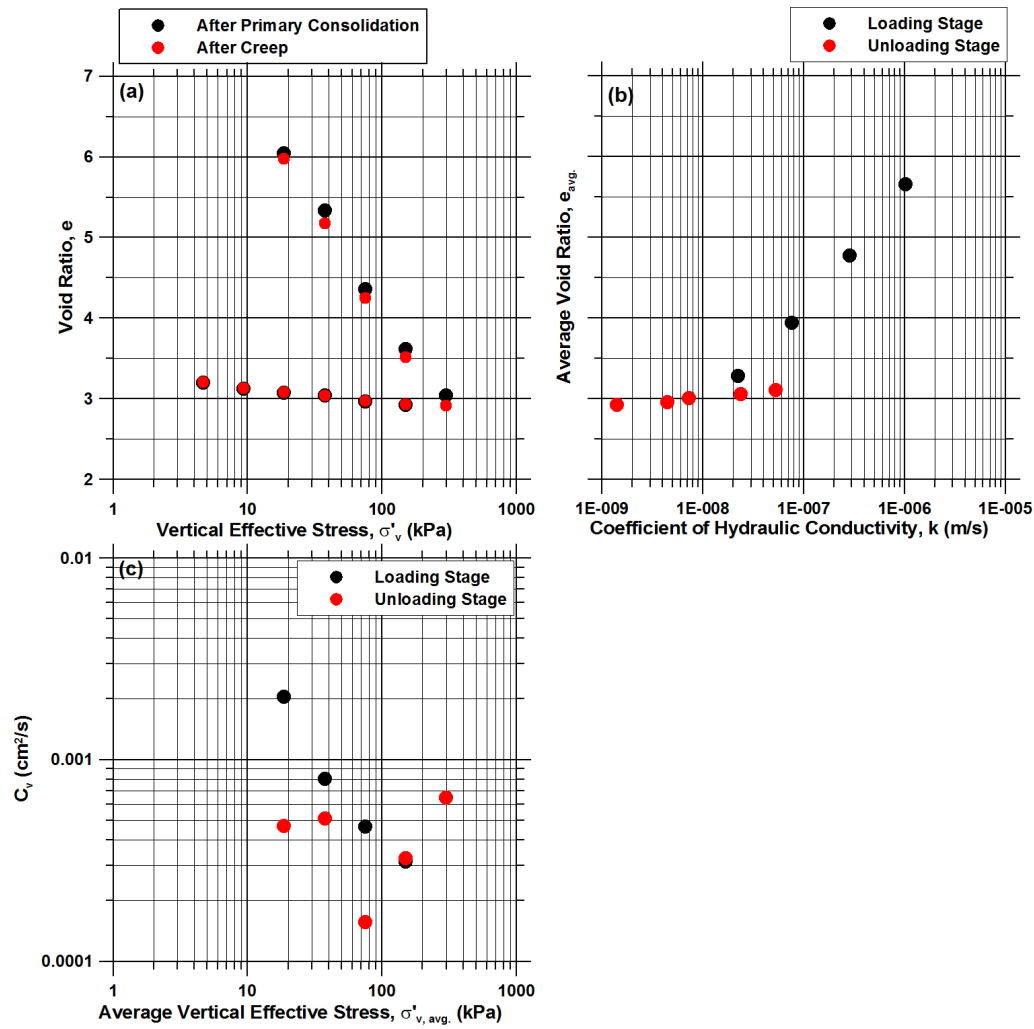 After Primary Consolidation
After Creep
(a)
7
6
5
4
3
2
Void Ratio, e
1
10
100
1000
Vertical Effective Stress, σ'v (kPa)
Loading Stage
Unloading Stage
(b)
Average Void Ratio, eavg.
1E-009
1E-008
1E-007
1E-006
1E-005
Coefficient of Hydraulic Conductivity, k (m/s)
(c)
Loading Stage
Unloading Stage
0.01
0.001
0.0001
Cv (cm²/s)
1
10
100
1000
Average Vertical Effective Stress, σ'v, avg. (kPa)